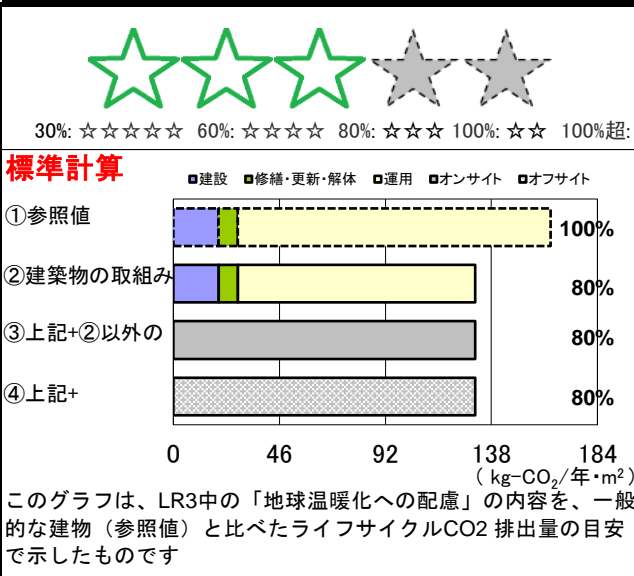 30%: ☆☆☆☆☆ 60%: ☆☆☆☆ 80%: ☆☆☆ 100%: ☆☆ 100%超:
標準計算
建設 修繕・更新・解体 運用 オンサイト オフサイト
①参照値 100%
②建築物の取組み 80%
③上記+②以外の 80%
④上記+ 80%
0 46 92 138 184
( kg-CO2/年・m²)
このグラフは、LR3中の「地球温暖化への配慮」の内容を、一般
的な建物（参照値）と比べたライフサイクルCO2 排出量の目安
で示したものです